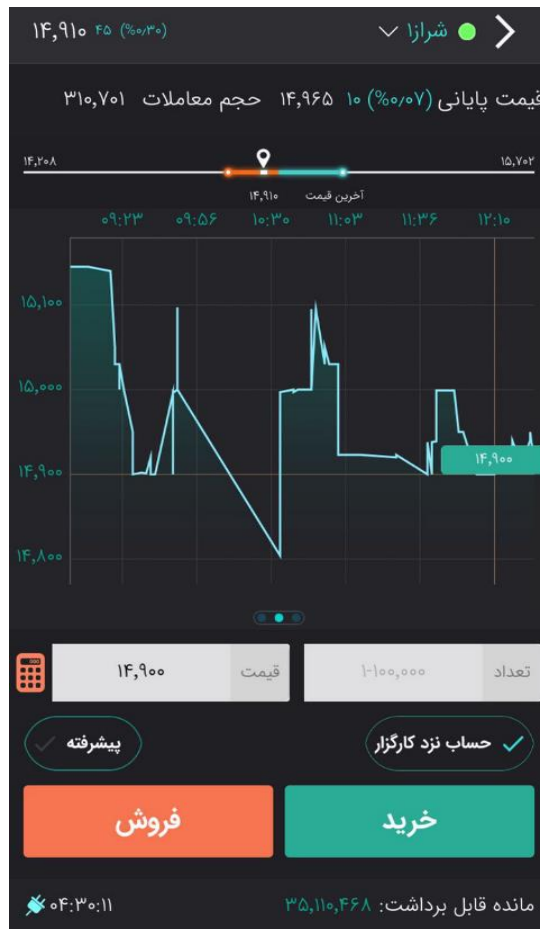 شرازا ۱۴,۹۱۰ ۴۵ (%۰٫۳۰)
قیمت پایانی (%۰٫۰۷) ۱۰ ۱۴,۹۶۵ حجم معاملات ۳۱۰,۷۰۱
۱۴,۲۰۸ ۱۵,۷۰۲
آخرین قیمت ۱۴,۹۱۰
۰۹:۲۳ ۰۹:۵۶ ۱۰:۳۰ ۱۱:۰۳ ۱۱:۳۶ ۱۲:۱۰
۱۵,۱۰۰
۱۵,۰۰۰
۱۴,۹۰۰
۱۴,۹۰۰
۱۴,۸۰۰
تعداد ۱-۱۰۰,۰۰۰ قیمت ۱۴,۹۰۰
حساب نزد کارگزار پیشرفته
خرید فروش
مانده قابل برداشت: ۳۵,۱۱۰,۴۶۸ ۰۴:۳۰:۱۱